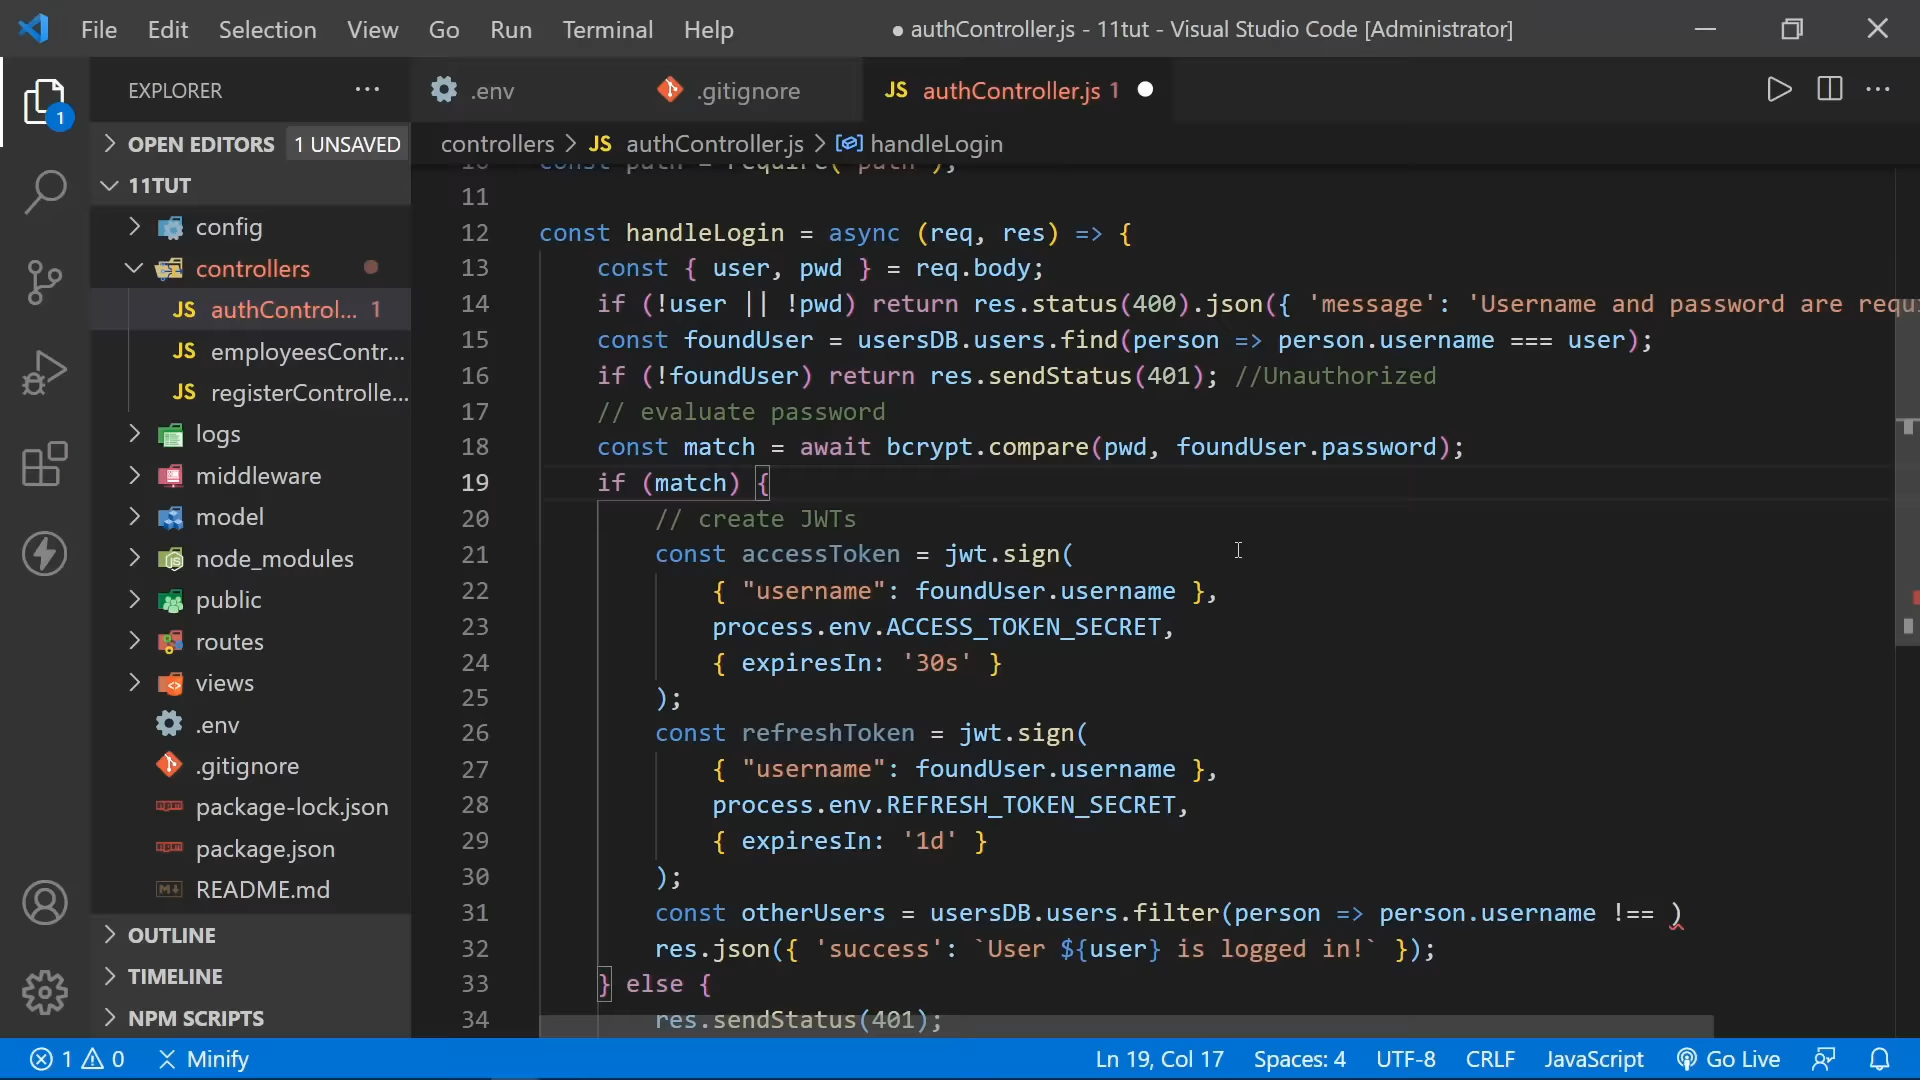 File Edit Selection View Go Run Terminal Help ● authController.js - 11tut - Visual Studio Code [Administrator]
EXPLORER ...
.env
.gitignore
JS authController.js 1
1
OPEN EDITORS 1 UNSAVED
controllers > JS authController.js > handleLogin
11TUT
config
controllers
JS authControl... 1
JS employeesContr...
JS registerControlle...
logs
middleware
model
node_modules
public
routes
views
.env
.gitignore
package-lock.json
package.json
README.md
OUTLINE
TIMELINE
NPM SCRIPTS
10 const path = require('path');
11
12 const handleLogin = async (req, res) => {
13 const { user, pwd } = req.body;
14 if (!user || !pwd) return res.status(400).json({ 'message': 'Username and password are requ
15 const foundUser = usersDB.users.find(person => person.username === user);
16 if (!foundUser) return res.sendStatus(401); //Unauthorized
17 // evaluate password
18 const match = await bcrypt.compare(pwd, foundUser.password);
19 if (match) {
20 // create JWTs
21 const accessToken = jwt.sign(
22 { "username": foundUser.username },
23 process.env.ACCESS_TOKEN_SECRET,
24 { expiresIn: '30s' }
25 );
26 const refreshToken = jwt.sign(
27 { "username": foundUser.username },
28 process.env.REFRESH_TOKEN_SECRET,
29 { expiresIn: '1d' }
30 );
31 const otherUsers = usersDB.users.filter(person => person.username !== )
32 res.json({ 'success': `User ${user} is logged in!` });
33 } else {
34 res.sendStatus(401);
1 0 Minify Ln 19, Col 17 Spaces: 4 UTF-8 CRLF JavaScript Go Live